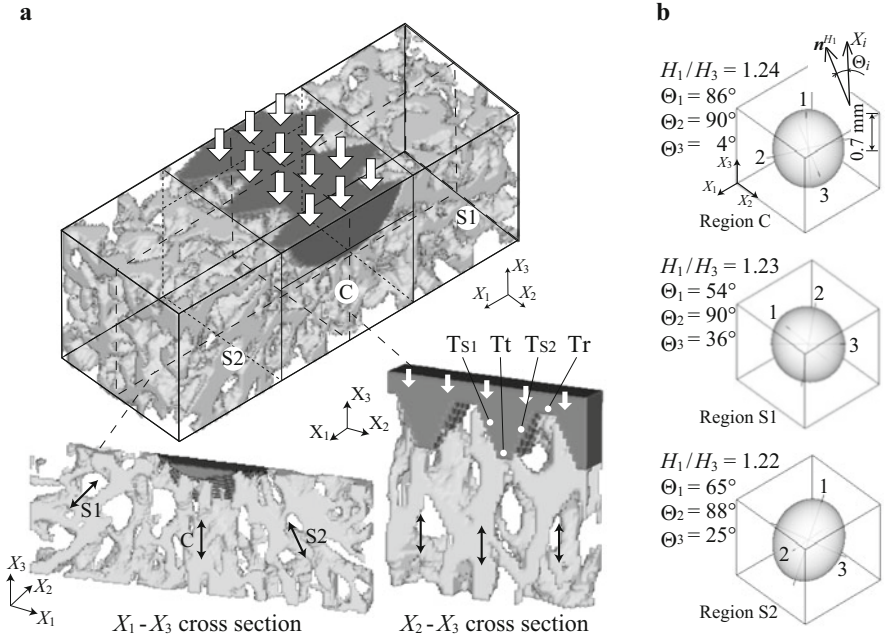 a
S1
C
S2
X3
X1
X2
TS1 Tt TS2 Tr
X3
X1
X2
S1
C
S2
X3
X2
X1
X1 - X3 cross section
X2 - X3 cross section
b
n^H1
Xi
Θi
H1/H3 = 1.24
Θ1 = 86°
Θ2 = 90°
Θ3 = 4°
1
2
3
0.7 mm
X3
X1
X2
Region C
H1/H3 = 1.23
Θ1 = 54°
Θ2 = 90°
Θ3 = 36°
2
1
3
Region S1
H1/H3 = 1.22
Θ1 = 65°
Θ2 = 88°
Θ3 = 25°
1
2
3
Region S2